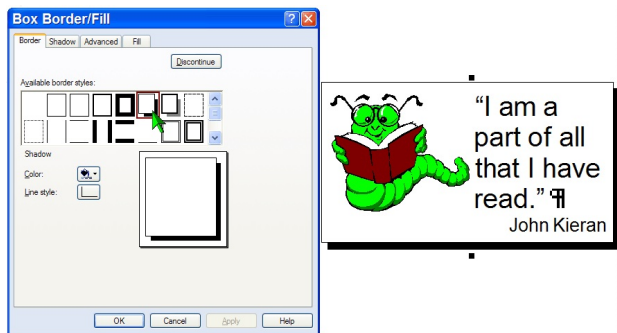 Box Border/Fill
Border Shadow Advanced Fill
Discontinue
Available border styles:
Shadow
Color:
Line style:
OK Cancel Apply Help
“I am a
part of all
that I have
read.” ¶
John Kieran